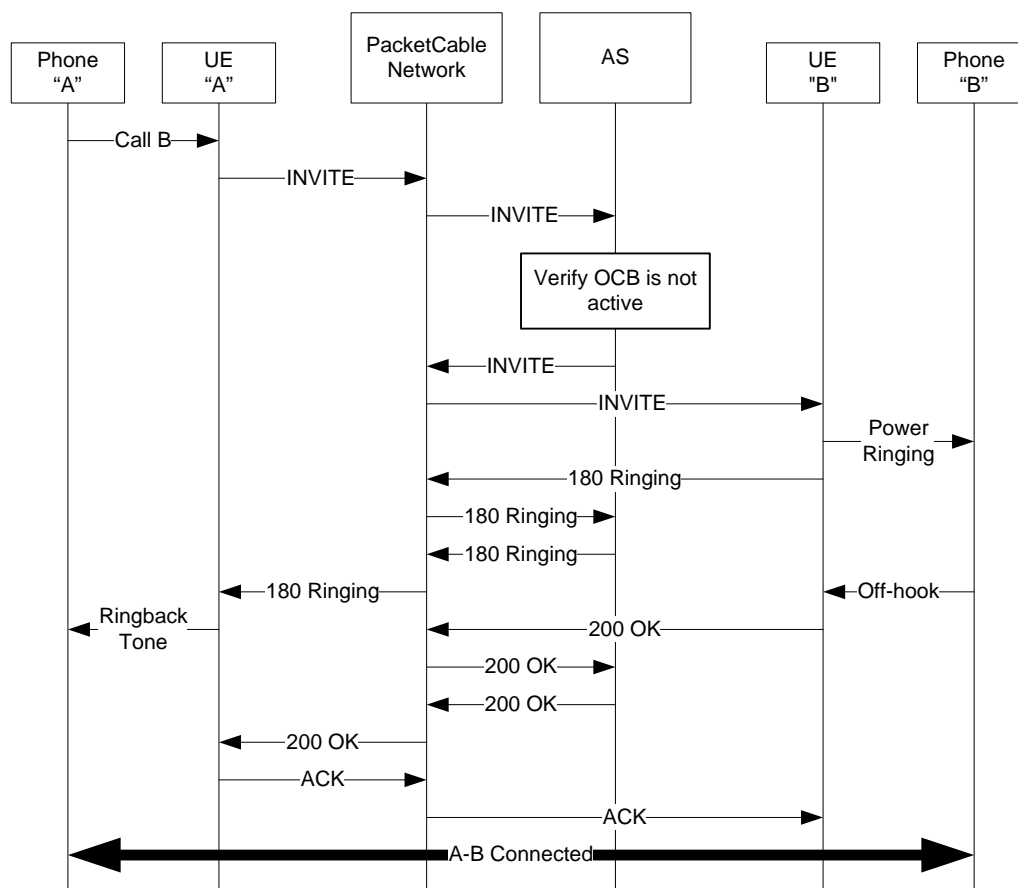 Phone
“A”
UE
“A”
PacketCable
Network
AS
UE
"B"
Phone
“B”
Call B
INVITE
INVITE
Verify OCB is not
active
INVITE
INVITE
Power
Ringing
180 Ringing
180 Ringing
180 Ringing
180 Ringing
Off-hook
Ringback
Tone
200 OK
200 OK
200 OK
200 OK
ACK
ACK
A-B Connected